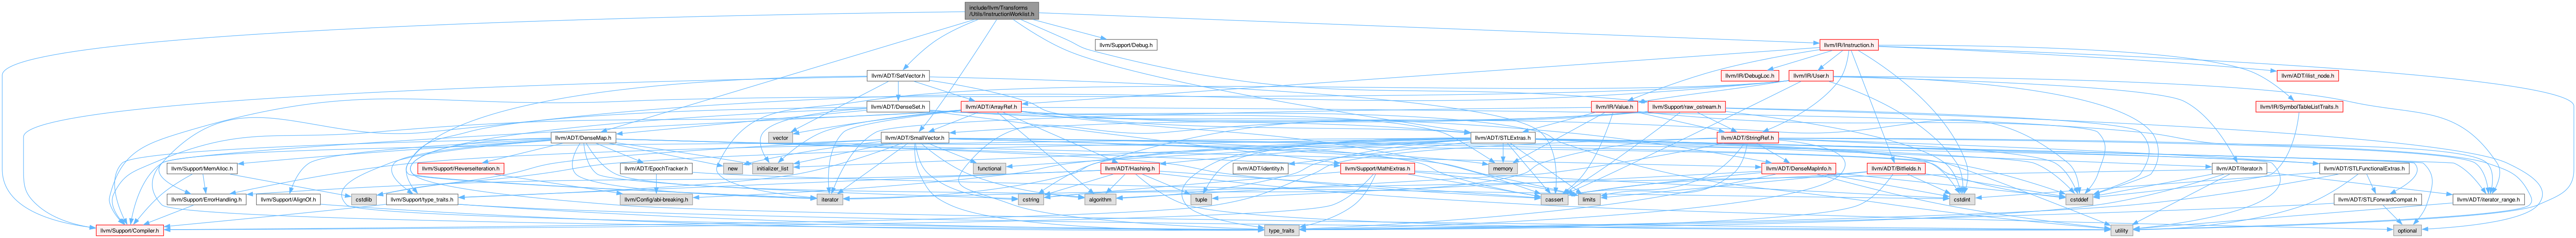 include/llvm/Transforms
/Utils/InstructionWorklist.h
llvm/Support/Debug.h
llvm/IR/Instruction.h
llvm/ADT/SetVector.h
llvm/IR/DebugLoc.h
llvm/IR/User.h
llvm/ADT/ilist_node.h
llvm/ADT/DenseSet.h
llvm/ADT/ArrayRef.h
llvm/IR/Value.h
llvm/Support/raw_ostream.h
llvm/IR/SymbolTableListTraits.h
vector
llvm/ADT/DenseMap.h
llvm/ADT/SmallVector.h
llvm/ADT/STLExtras.h
llvm/ADT/StringRef.h
llvm/Support/MemAlloc.h
llvm/Support/ReverseIteration.h
llvm/ADT/EpochTracker.h
new
initializer_list
functional
llvm/ADT/Hashing.h
llvm/ADT/identity.h
llvm/Support/MathExtras.h
memory
llvm/ADT/DenseMapInfo.h
llvm/ADT/Bitfields.h
llvm/ADT/iterator.h
llvm/ADT/STLFunctionalExtras.h
cstdlib
llvm/Support/ErrorHandling.h
llvm/Support/AlignOf.h
llvm/Support/type_traits.h
llvm/Config/abi-breaking.h
iterator
cstring
algorithm
tuple
cassert
limits
cstdint
cstddef
llvm/ADT/STLForwardCompat.h
llvm/ADT/iterator_range.h
llvm/Support/Compiler.h
type_traits
utility
optional